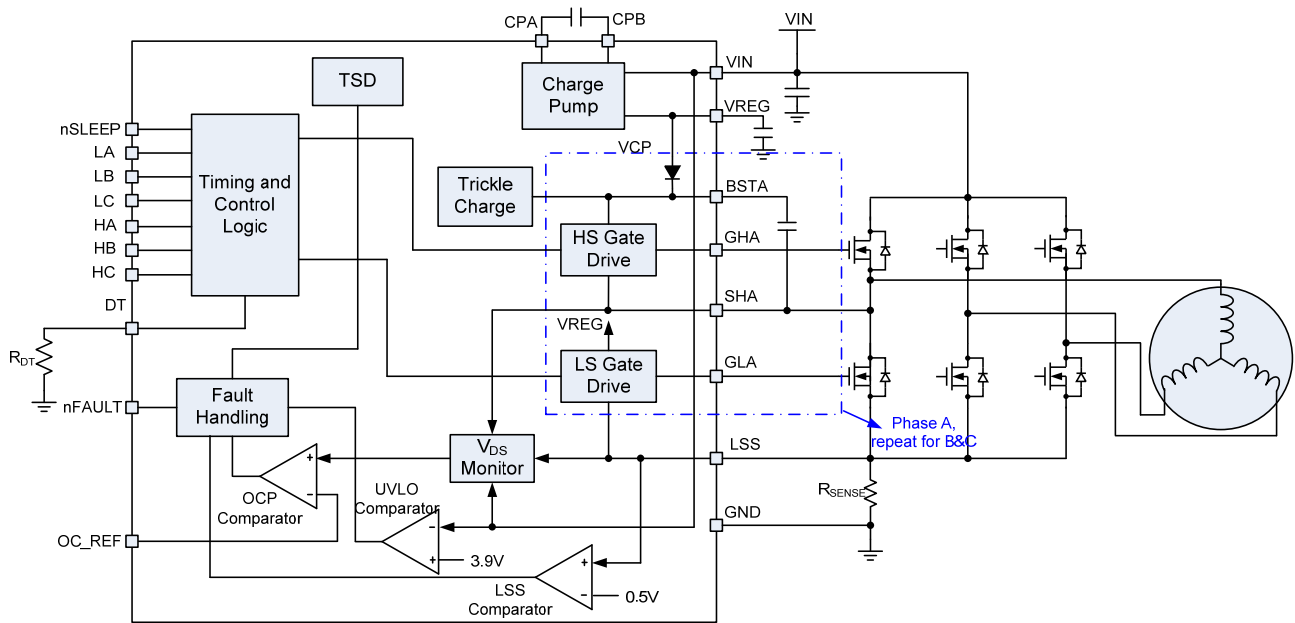 CPA
CPB
VIN
TSD
Charge
Pump
VIN
VREG
nSLEEP
LA
LB
LC
HA
HB
HC
DT
Timing and
Control
Logic
VCP
Trickle
Charge
BSTA
HS Gate
Drive
GHA
SHA
VREG
LS Gate
Drive
GLA
RDT
nFAULT
Fault
Handling
Phase A,
repeat for B&C
VDS
Monitor
LSS
+
−
OCP
Comparator
UVLO
Comparator
RSENSE
GND
OC_REF
−
+
3.9V
LSS
Comparator
+
−
0.5V